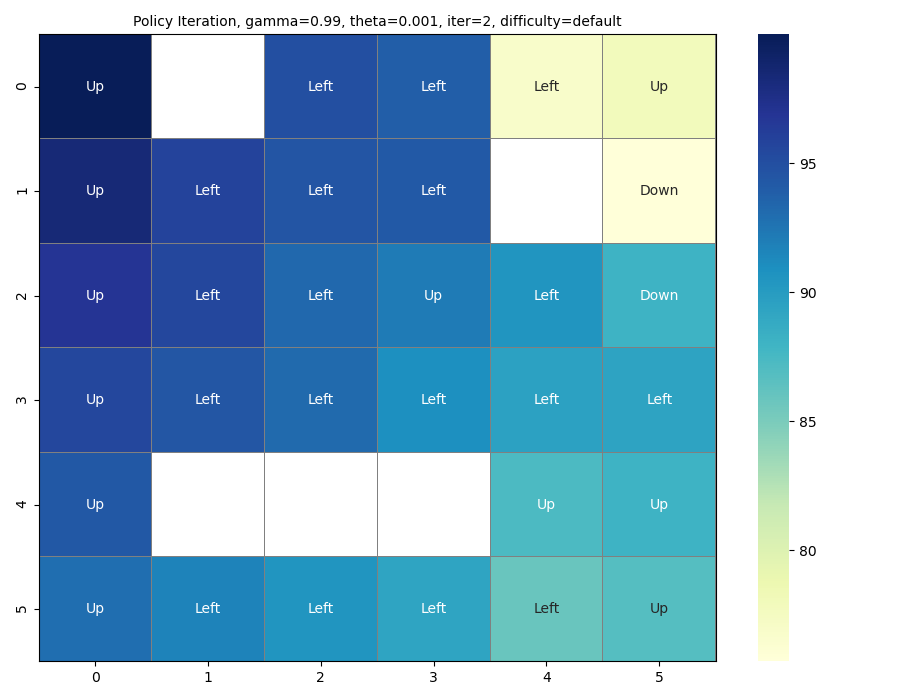 Policy Iteration, gamma=0.99, theta=0.001, iter=2, difficulty=default
0 Up Left Left Left Up
1 Up Left Left Left Down
95
2 Up Left Left Up Left Down
90
3 Up Left Left Left Left Left
85
4 Up Up Up
80
5 Up Left Left Left Left Up
0 1 2 3 4 5